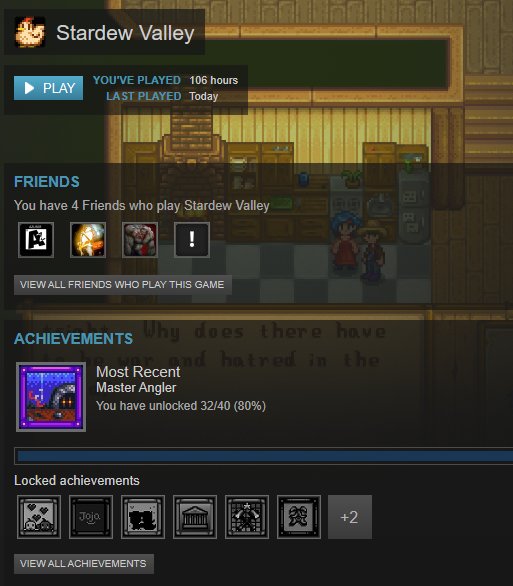 Stardew Valley
PLAY
YOU'VE PLAYED 106 hours
LAST PLAYED Today
FRIENDS
You have 4 Friends who play Stardew Valley
!
VIEW ALL FRIENDS WHO PLAY THIS GAME
ACHIEVEMENTS
Why does there have
to be war and hatred in the
Most Recent
Master Angler
You have unlocked 32/40 (80%)
Locked achievements
Joja
+2
VIEW ALL ACHIEVEMENTS